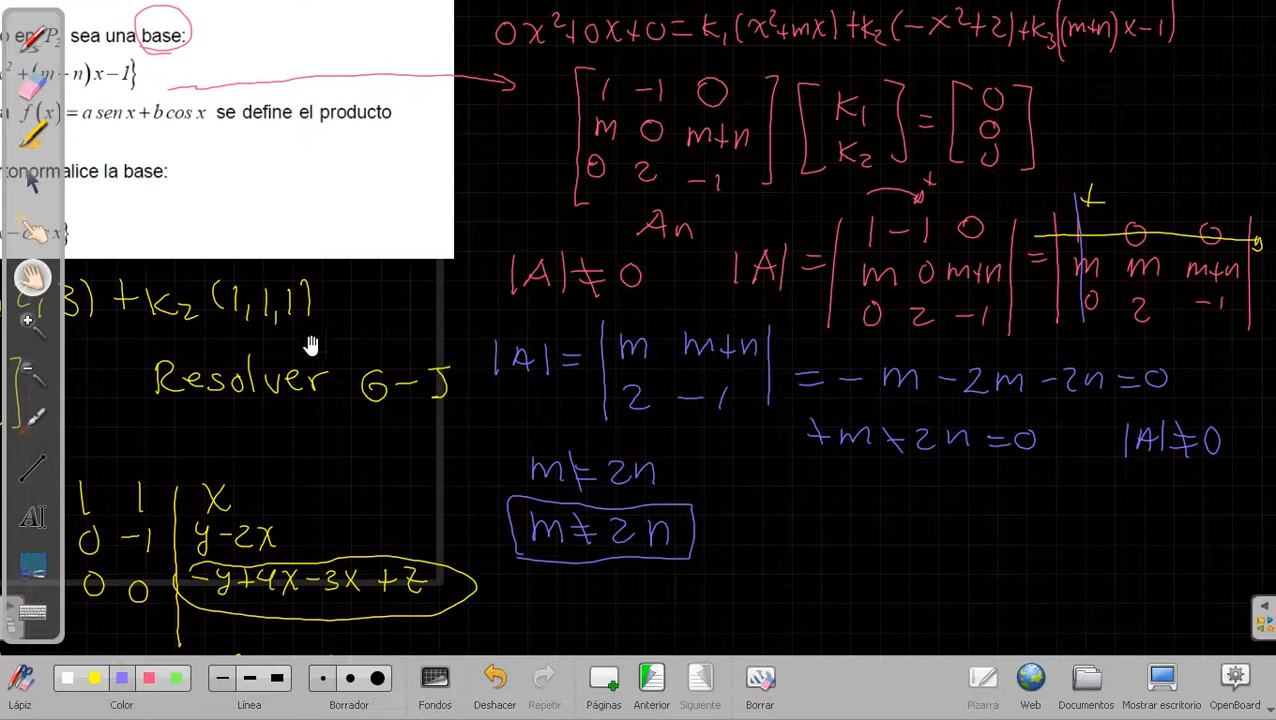 0x²+0x+0=k₁(x²+mx)+k₂(-x²+2)+k₃((m+n)x-1)
sea una base:
x-1}
f(x)=a sen x+b cos x se define el producto
la base:
x}
1 -1 0
m 0 m+n
0 2 -1
K₁
K₂
=
0
0
0
An
|A|≠0
|A|=
1 -1 0
m 0 m+n
0 2 -1
=
0 0
m m m+n
0 2 -1
+
+
3)+K₂(1,1,1)
Resolver G-J
|A|=
m m+n
2 -1
=-m-2m-2n=0
|A|≠0
m≠2n
m≠2n
1 1 x
0 -1 y-2x
0 0 -y+4x-3x+z
Lápiz
Color
Línea
Borrador
Fondos
Deshacer
Repetir
Páginas
Anterior
Siguiente
Borrar
Pizarra
Web
Documentos
Mostrar escritorio
OpenBoard